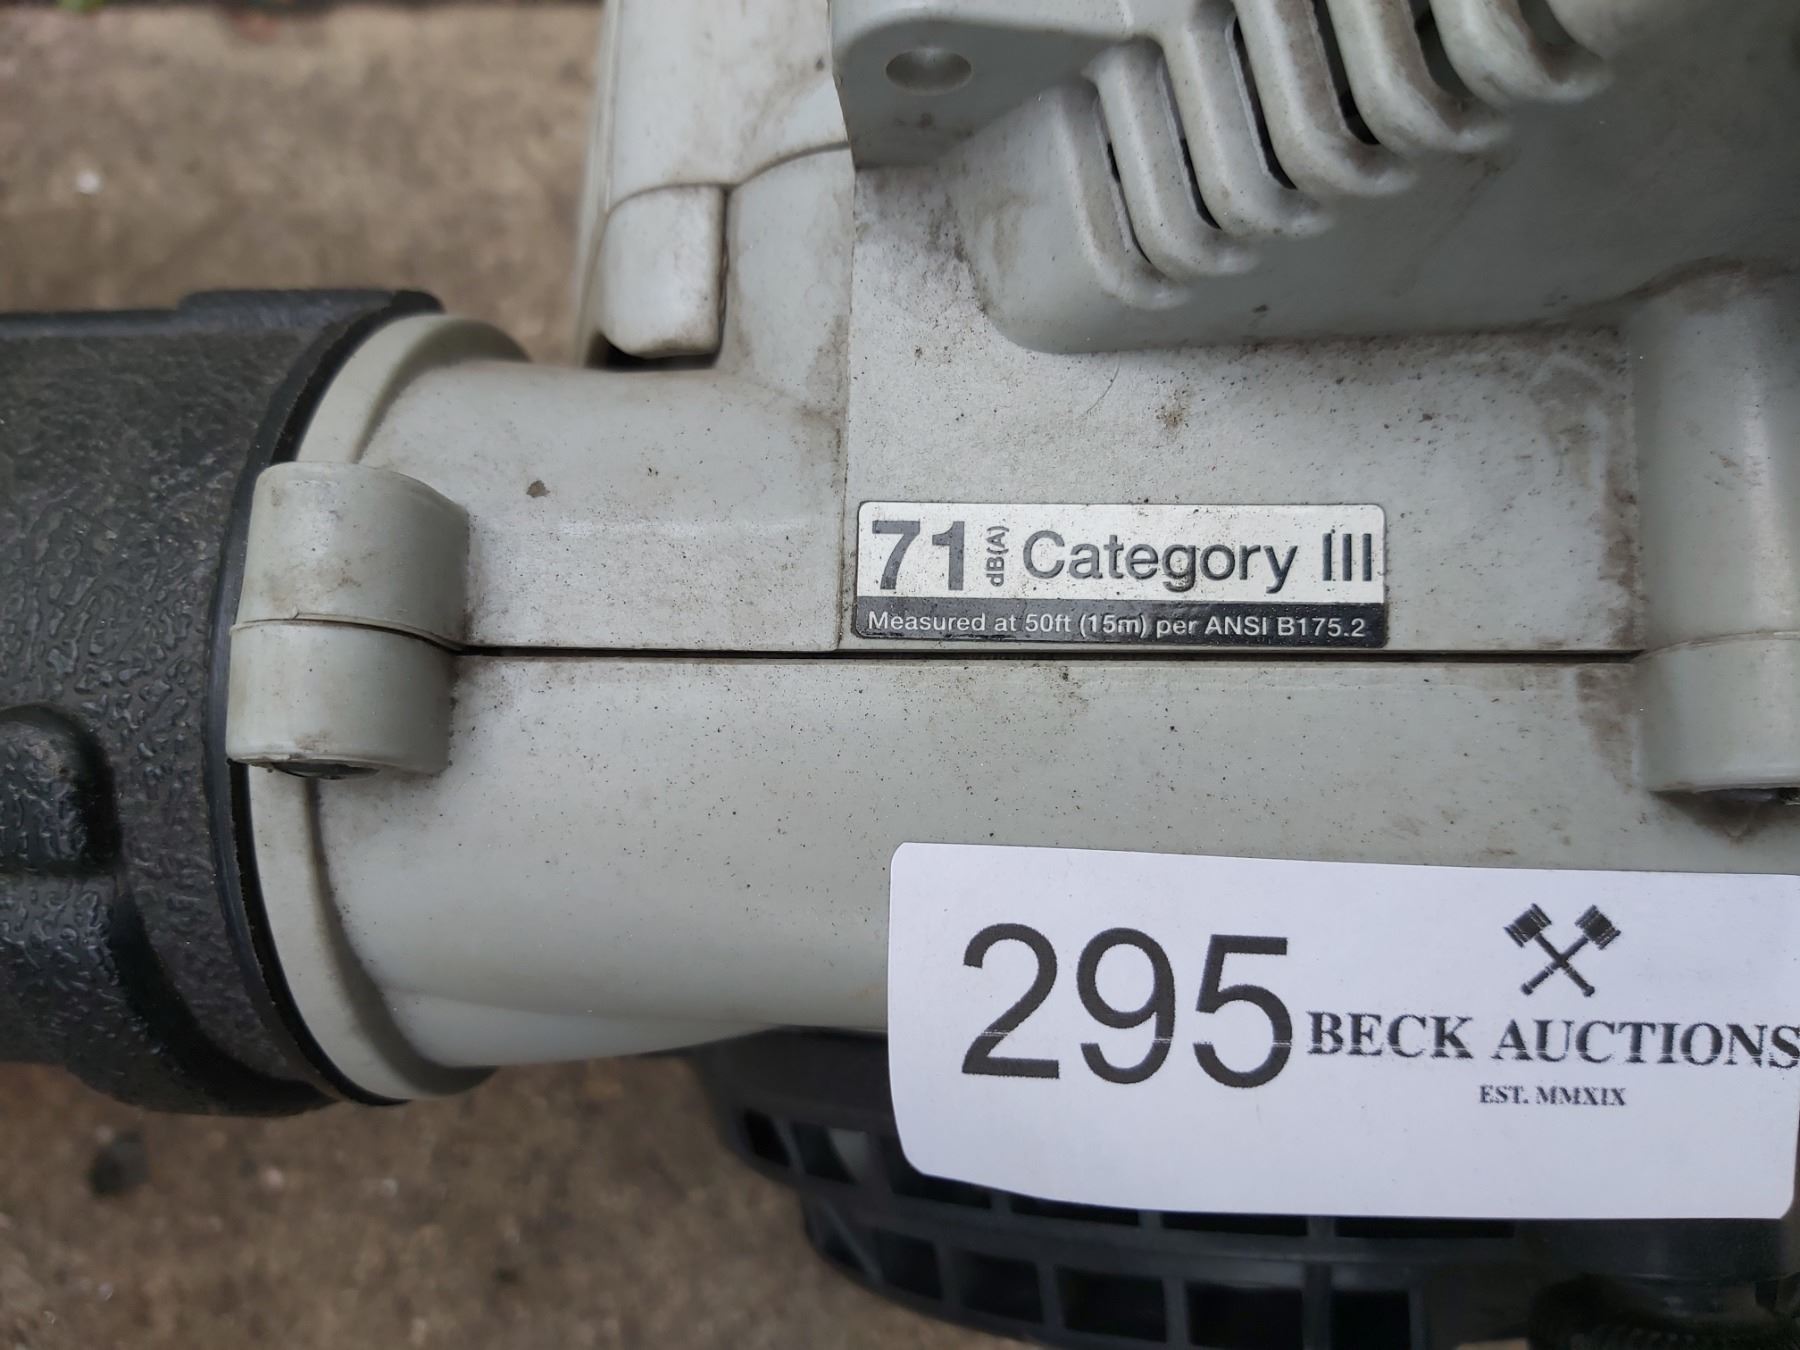 71 dB(A) Category III
Measured at 50ft (15m) per ANSI B175.2
295
BECK AUCTIONS
EST. MMXIX